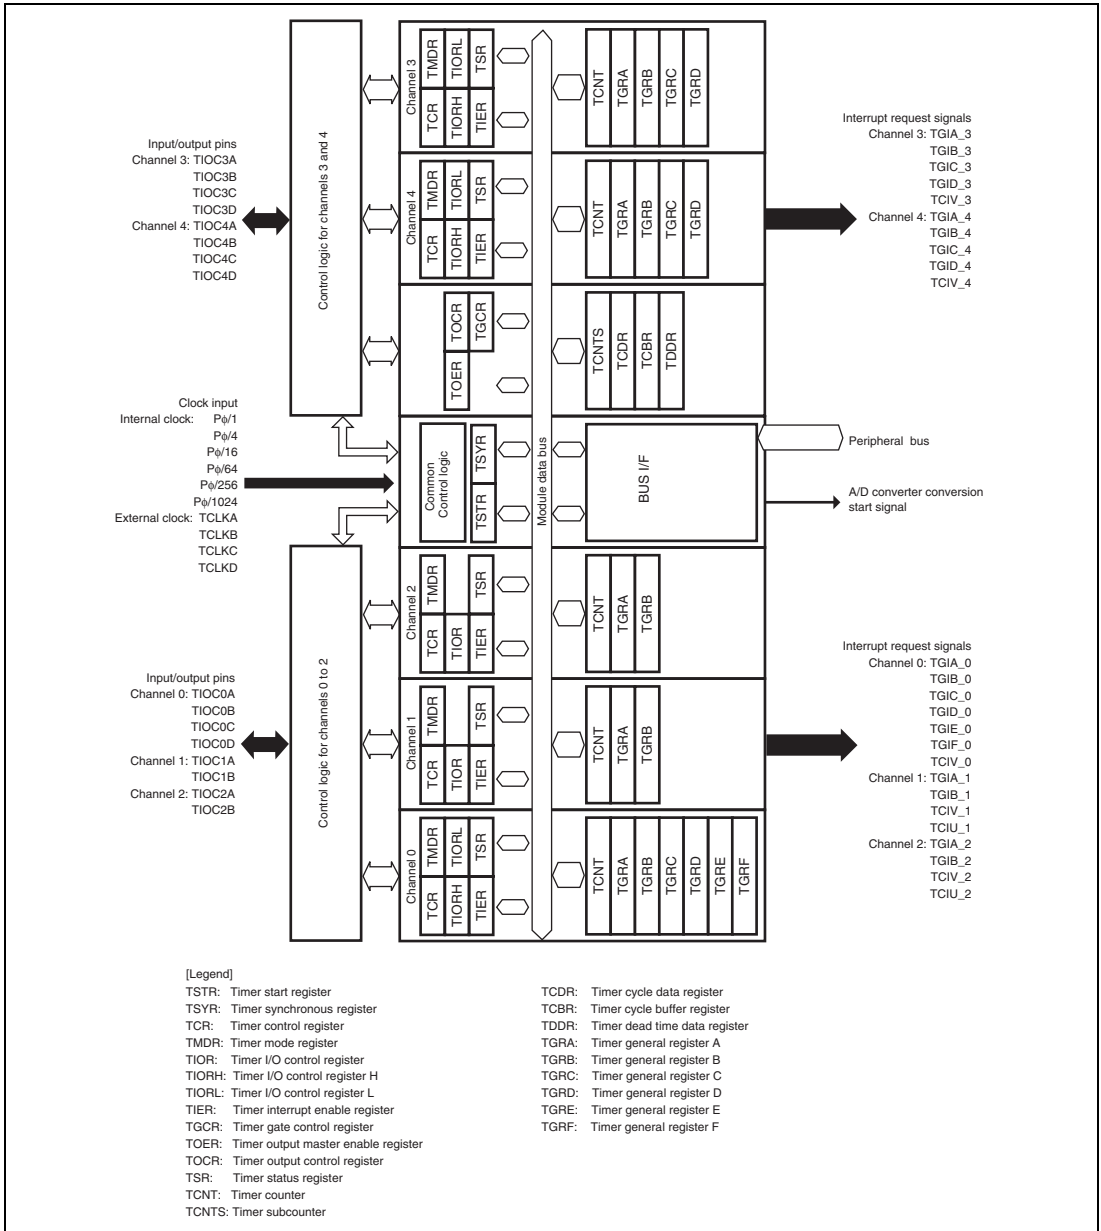 Input/output pins
Channel 3: TIOC3A
TIOC3B
TIOC3C
TIOC3D
Channel 4: TIOC4A
TIOC4B
TIOC4C
TIOC4D
Clock input
Internal clock: Pφ/1
Pφ/4
Pφ/16
Pφ/64
Pφ/256
Pφ/1024
External clock: TCLKA
TCLKB
TCLKC
TCLKD
Input/output pins
Channel 0: TIOC0A
TIOC0B
TIOC0C
TIOC0D
Channel 1: TIOC1A
TIOC1B
Channel 2: TIOC2A
TIOC2B
Control logic for channels 3 and 4
Control logic for channels 0 to 2
Channel 3
TCR TMDR
TIORH TIORL
TIER TSR
TCNT
TGRA
TGRB
TGRC
TGRD
Channel 4
TCR TMDR
TIORH TIORL
TIER TSR
TCNT
TGRA
TGRB
TGRC
TGRD
TOER TOCR
TGCR
TCNTS
TCDR
TCBR
TDDR
Common
Control logic
TSTR TSYR
Module data bus
BUS I/F
Channel 2
TCR TMDR
TIOR
TIER TSR
TCNT
TGRA
TGRB
Channel 1
TCR TMDR
TIOR
TIER TSR
TCNT
TGRA
TGRB
Channel 0
TCR TMDR
TIORH TIORL
TIER TSR
TCNT
TGRA
TGRB
TGRC
TGRD
TGRE
TGRF
Interrupt request signals
Channel 3: TGIA_3
TGIB_3
TGIC_3
TGID_3
TCIV_3
Channel 4: TGIA_4
TGIB_4
TGIC_4
TGID_4
TCIV_4
Peripheral bus
A/D converter conversion
start signal
Interrupt request signals
Channel 0: TGIA_0
TGIB_0
TGIC_0
TGID_0
TGIE_0
TGIF_0
TCIV_0
Channel 1: TGIA_1
TGIB_1
TCIV_1
TCIU_1
Channel 2: TGIA_2
TGIB_2
TCIV_2
TCIU_2
[Legend]
TSTR: Timer start register
TSYR: Timer synchronous register
TCR: Timer control register
TMDR: Timer mode register
TIOR: Timer I/O control register
TIORH: Timer I/O control register H
TIORL: Timer I/O control register L
TIER: Timer interrupt enable register
TGCR: Timer gate control register
TOER: Timer output master enable register
TOCR: Timer output control register
TSR: Timer status register
TCNT: Timer counter
TCNTS: Timer subcounter
TCDR: Timer cycle data register
TCBR: Timer cycle buffer register
TDDR: Timer dead time data register
TGRA: Timer general register A
TGRB: Timer general register B
TGRC: Timer general register C
TGRD: Timer general register D
TGRE: Timer general register E
TGRF: Timer general register F